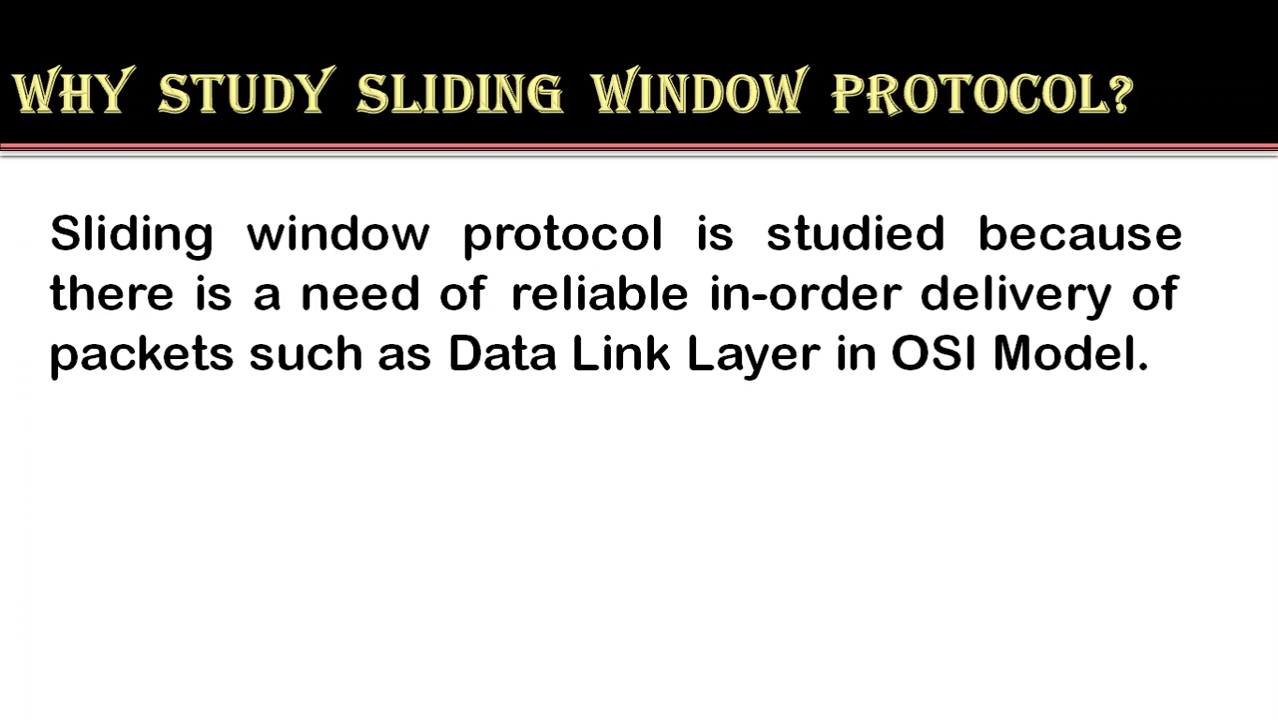 WHY STUDY SLIDING WINDOW PROTOCOL?
Sliding window protocol is studied because
there is a need of reliable in-order delivery of
packets such as Data Link Layer in OSI Model.